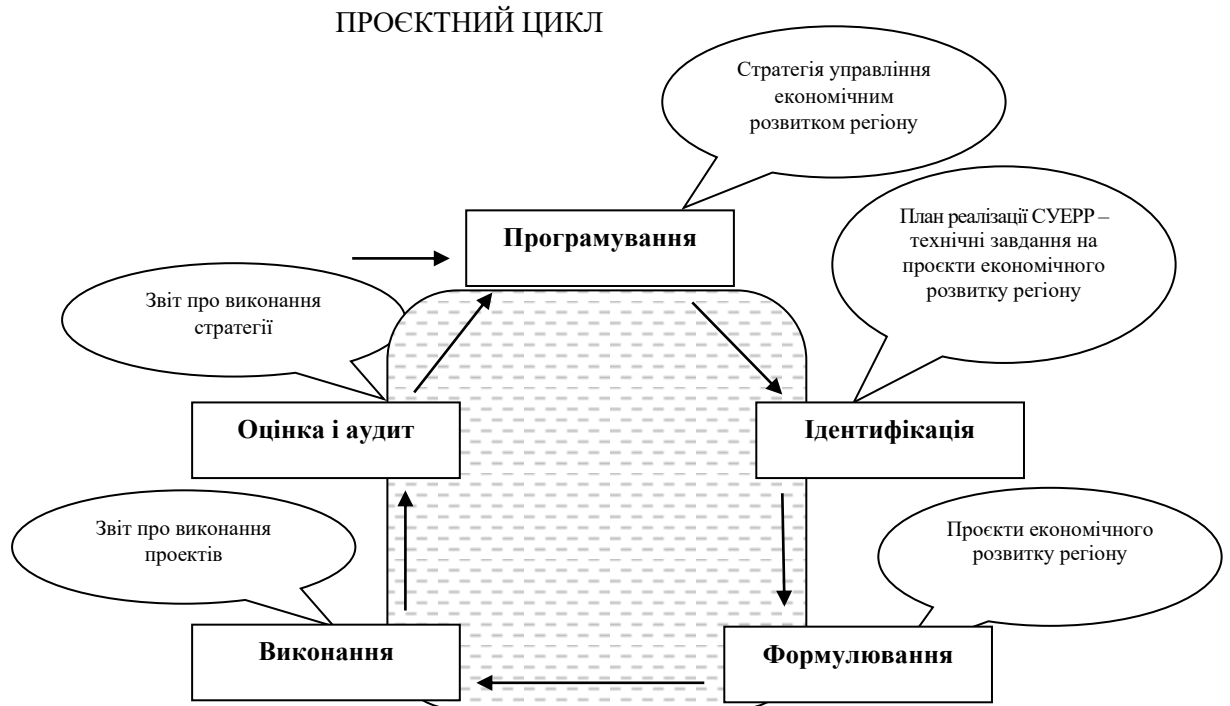 ПРОЄКТНИЙ ЦИКЛ
Стратегія управління
економічним
розвитком регіону
Програмування
План реалізації СУЕРР –
технічні завдання на
проєкти економічного
розвитку регіону
Звіт про виконання
стратегії
Оцінка і аудит
Ідентифікація
Звіт про виконання
проектів
Проєкти економічного
розвитку регіону
Виконання
Формулювання